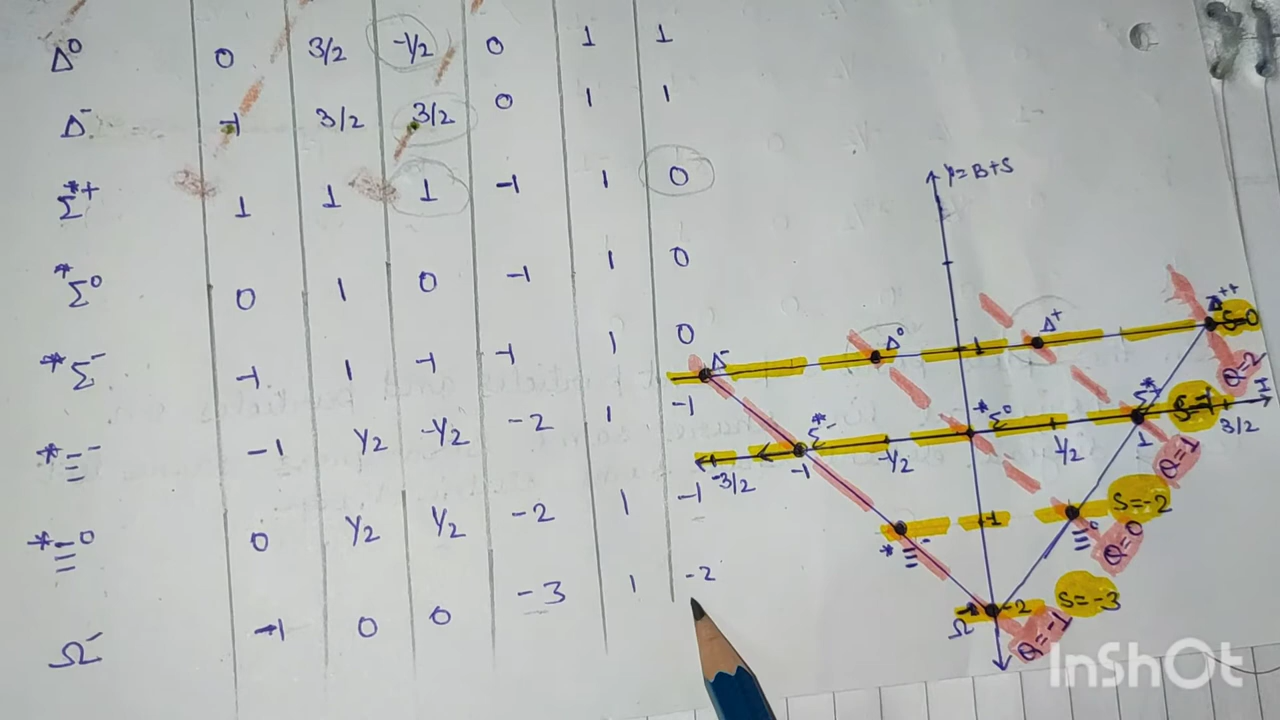 Δ⁰ 0 3/2 -1/2 0 1 1
Δ⁻ -1 3/2 3/2 0 1 1
Σ*⁺ 1 1 1 -1 1 0
*Σ⁰ 0 1 0 -1 1 0
*Σ⁻ -1 1 -1 -1 1 0
*Ξ⁻ -1 1/2 -1/2 -2 1 -1
*Ξ⁰ 0 1/2 1/2 -2 1 -1
Ω⁻ -1 0 0 -3 1 -2
Y=B+S
Δ⁻ Δ⁰ 1 Δ⁺ Δ⁺⁺ S=0
Q=2
*Σ⁻ *Σ⁰ Σ*⁺ S=-1
-3/2 -1 -1/2 1/2 1 3/2
Q=1
*Ξ⁻ -1 *Ξ⁰ S=-2
Q=0
Ω⁻ -2 S=-3
Q=-1
InShOt